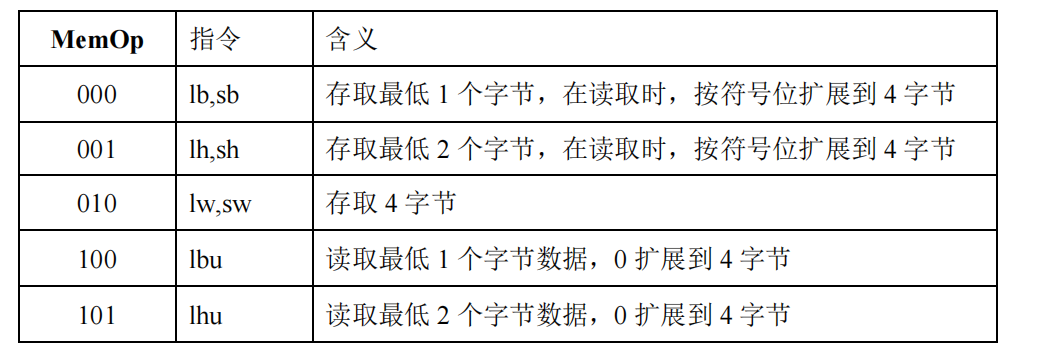 MemOp 指令 含义
000 lb,sb 存取最低 1 个字节，在读取时，按符号位扩展到 4 字节
001 lh,sh 存取最低 2 个字节，在读取时，按符号位扩展到 4 字节
010 lw,sw 存取 4 字节
100 lbu 读取最低 1 个字节数据，0 扩展到 4 字节
101 lhu 读取最低 2 个字节数据，0 扩展到 4 字节